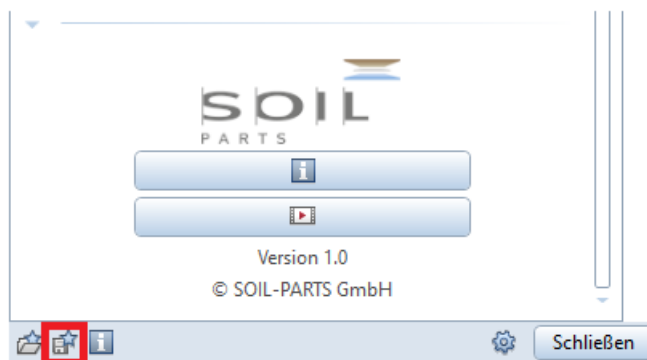 SOIL
PARTS
Version 1.0
© SOIL-PARTS GmbH
Schließen